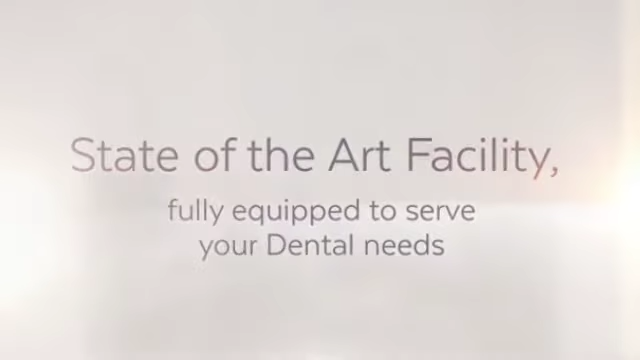 State of the Art Facility,
fully equipped to serve
your Dental needs